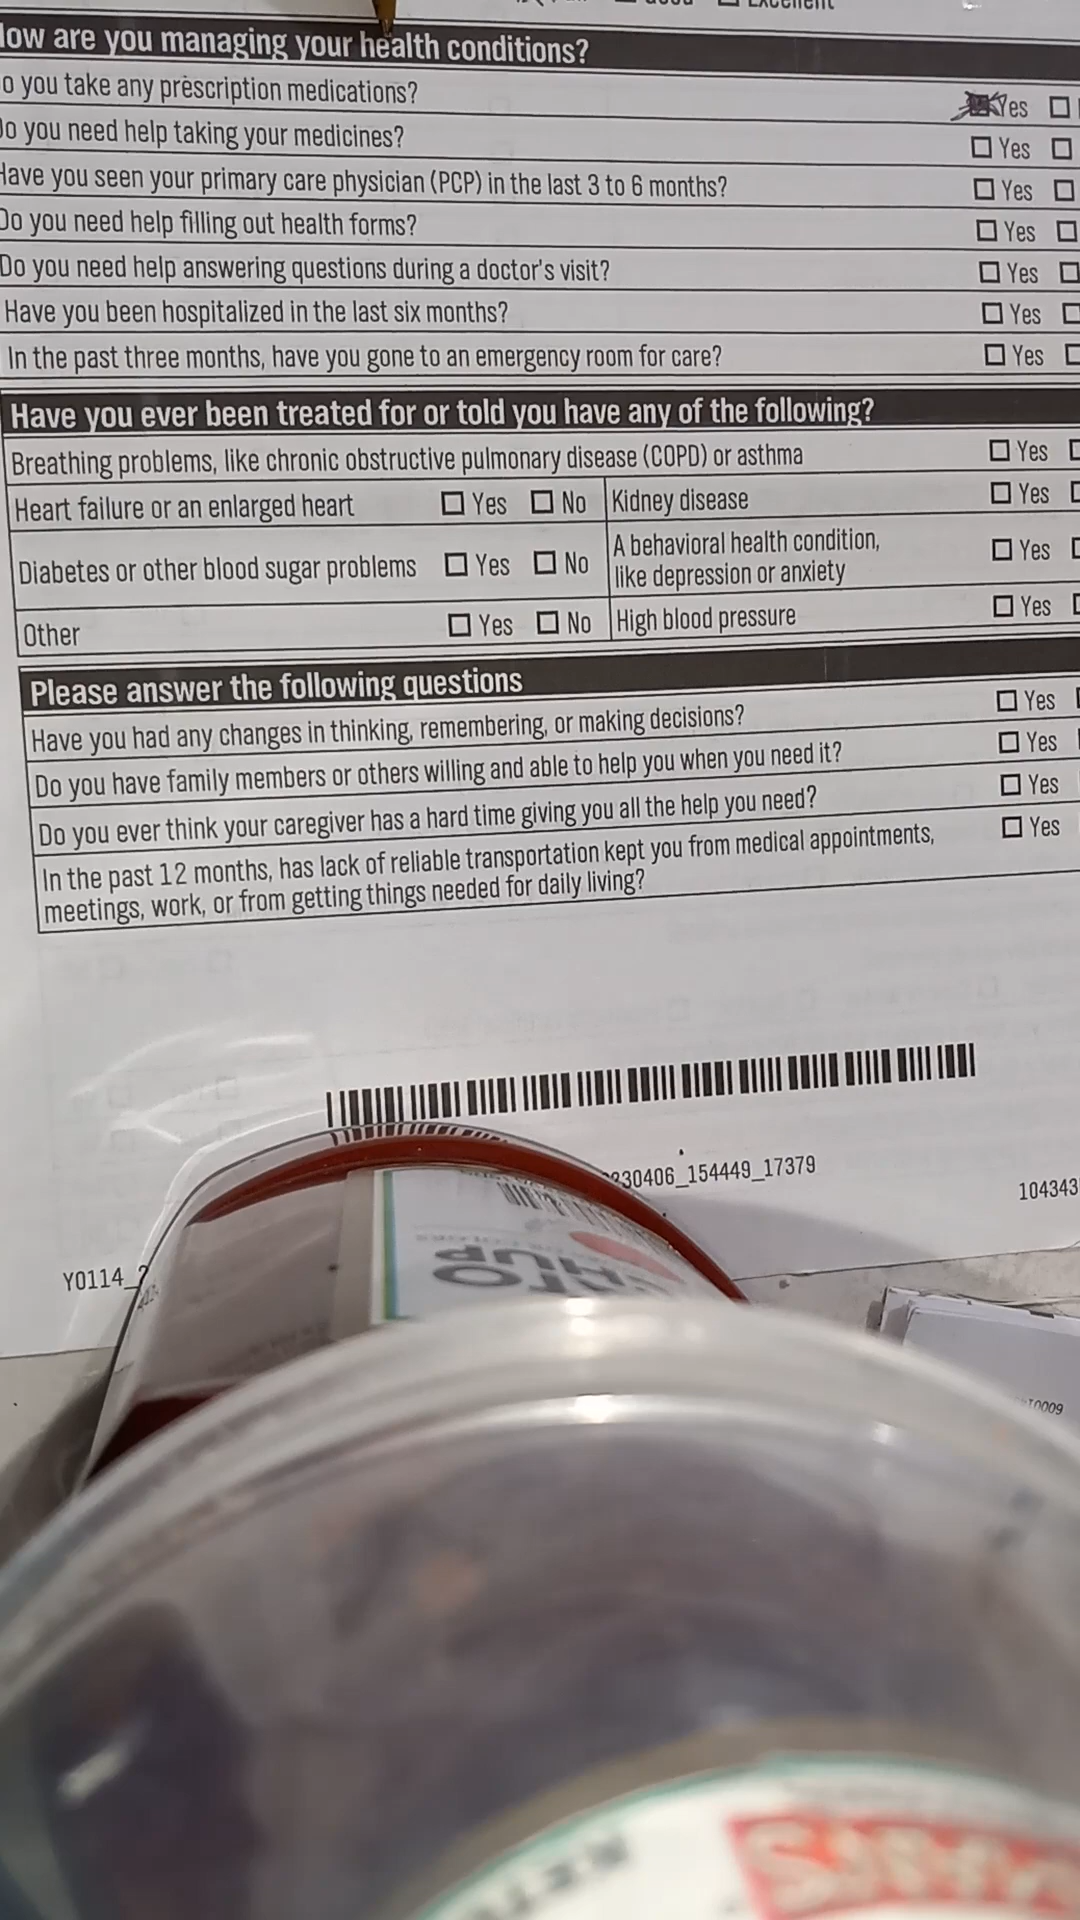 Excellent
How are you managing your health conditions?
o you take any prescription medications? Yes
Do you need help taking your medicines? Yes
Have you seen your primary care physician (PCP) in the last 3 to 6 months? Yes
Do you need help filling out health forms? Yes
Do you need help answering questions during a doctor's visit? Yes
Have you been hospitalized in the last six months? Yes
In the past three months, have you gone to an emergency room for care? Yes
Have you ever been treated for or told you have any of the following?
Breathing problems, like chronic obstructive pulmonary disease (COPD) or asthma Yes
Heart failure or an enlarged heart Yes No Kidney disease Yes
Diabetes or other blood sugar problems Yes No A behavioral health condition,
like depression or anxiety Yes
Other Yes No High blood pressure Yes
Please answer the following questions
Have you had any changes in thinking, remembering, or making decisions? Yes
Do you have family members or others willing and able to help you when you need it? Yes
Do you ever think your caregiver has a hard time giving you all the help you need? Yes
In the past 12 months, has lack of reliable transportation kept you from medical appointments, Yes
meetings, work, or from getting things needed for daily living?
230406_154449_17379
104343
Y0114_